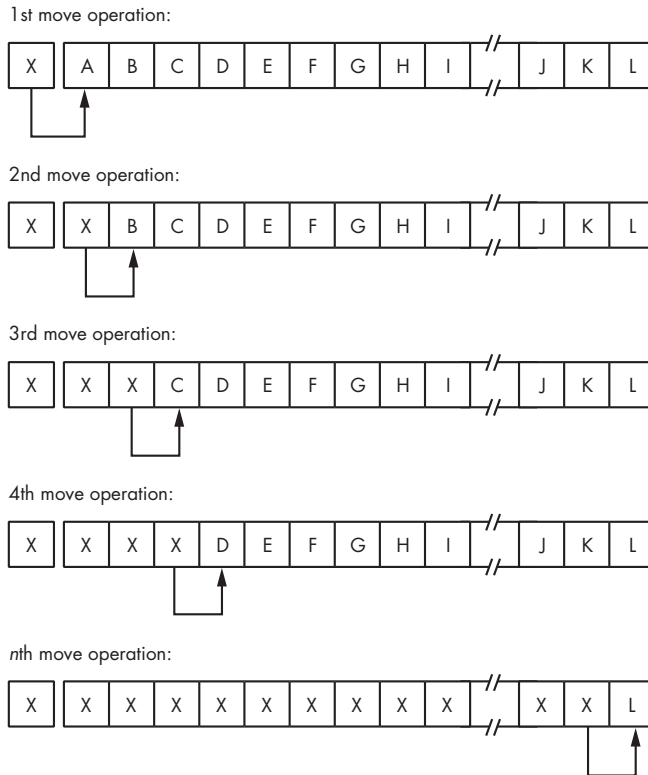 1st move operation:
X A B C D E F G H I J K L
2nd move operation:
X X B C D E F G H I J K L
3rd move operation:
X X X C D E F G H I J K L
4th move operation:
X X X X D E F G H I J K L
nth move operation:
X X X X X X X X X X X X L